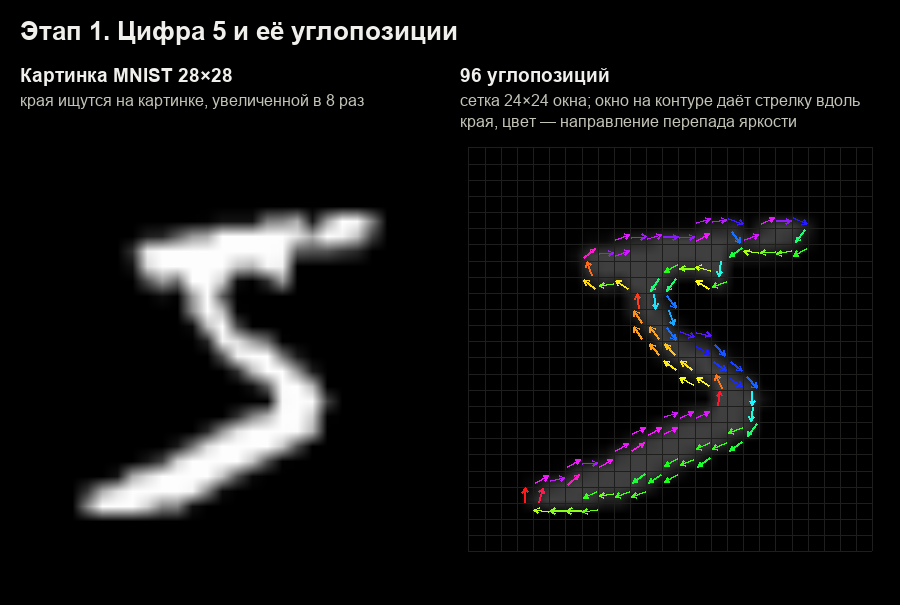 Этап 1. Цифра 5 и её углопозиции
Картинка MNIST 28×28
края ищутся на картинке, увеличенной в 8 раз
96 углопозиций
сетка 24×24 окна; окно на контуре даёт стрелку вдоль
края, цвет — направление перепада яркости